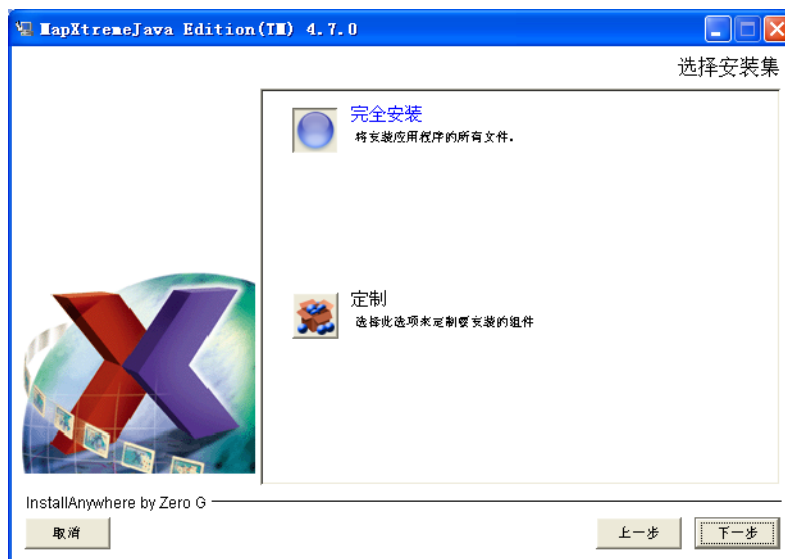 MapXtremeJava Edition(TM) 4.7.0
选择安装集
完全安装
将安装应用程序的所有文件.
定制
选择此选项来定制要安装的组件
InstallAnywhere by Zero G
取消
上一步
下一步